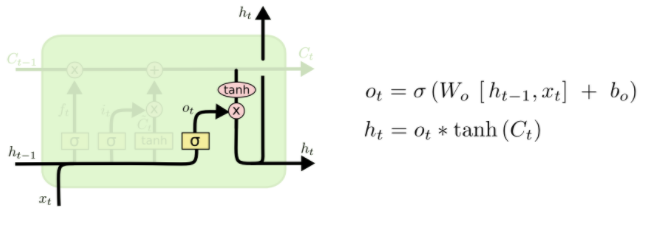 h_t
C_{t-1}
C_t
tanh
f_t
i_t
o_t
C̃_t
σ
σ
tanh
σ
h_{t-1}
h_t
x_t
o_t = σ (W_o [h_{t-1}, x_t] + b_o)
h_t = o_t * tanh (C_t)